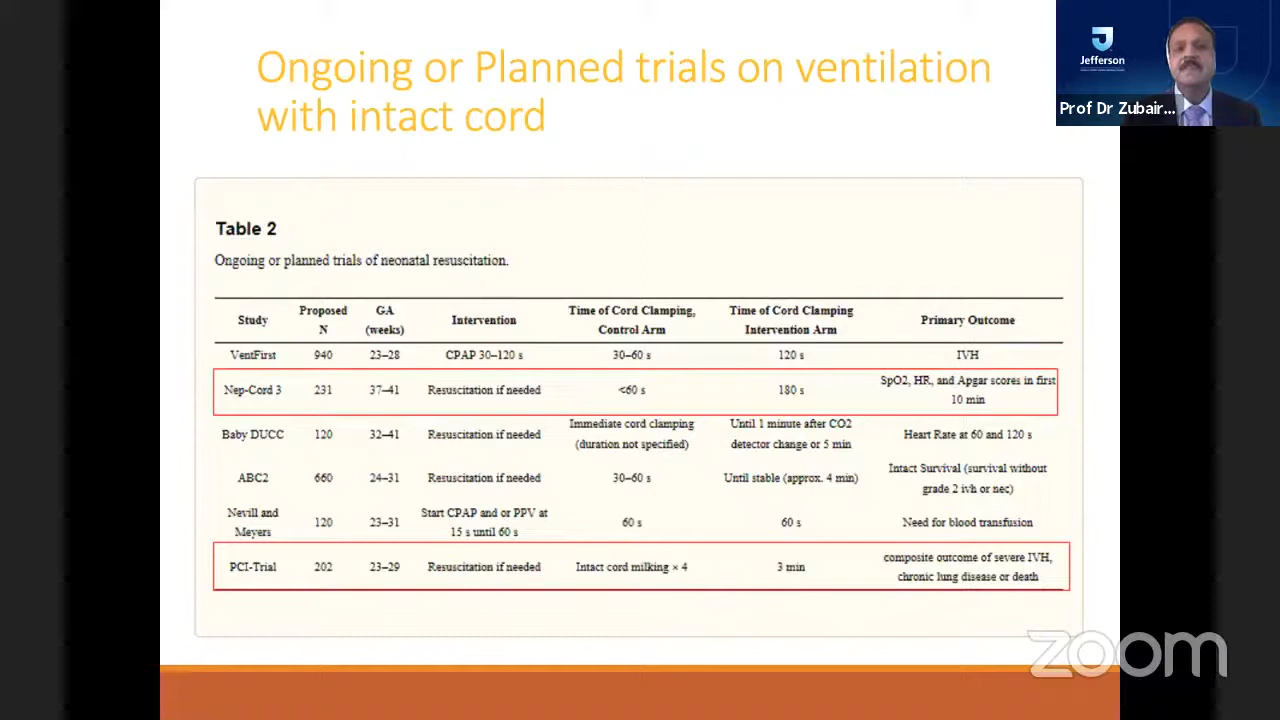 Ongoing or Planned trials on ventilation
with intact cord
Jefferson
Prof Dr Zubair...
Table 2
Ongoing or planned trials of neonatal resuscitation.
Study Proposed N GA (weeks) Intervention Time of Cord Clamping, Control Arm Time of Cord Clamping Intervention Arm Primary Outcome
VentFirst 940 23–28 CPAP 30–120 s 30–60 s 120 s IVH
Nep-Cord 3 231 37–41 Resuscitation if needed <60 s 180 s SpO2, HR, and Apgar scores in first 10 min
Baby DUCC 120 32–41 Resuscitation if needed Immediate cord clamping (duration not specified) Until 1 minute after CO2 detector change or 5 min Heart Rate at 60 and 120 s
ABC2 660 24–31 Resuscitation if needed 30–60 s Until stable (approx. 4 min) Intact Survival (survival without grade 2 ivh or nec)
Nevill and Meyers 120 23–31 Start CPAP and or PPV at 15 s until 60 s 60 s 60 s Need for blood transfusion
PCI-Trial 202 23–29 Resuscitation if needed Intact cord milking × 4 3 min composite outcome of severe IVH, chronic lung disease or death
zoom